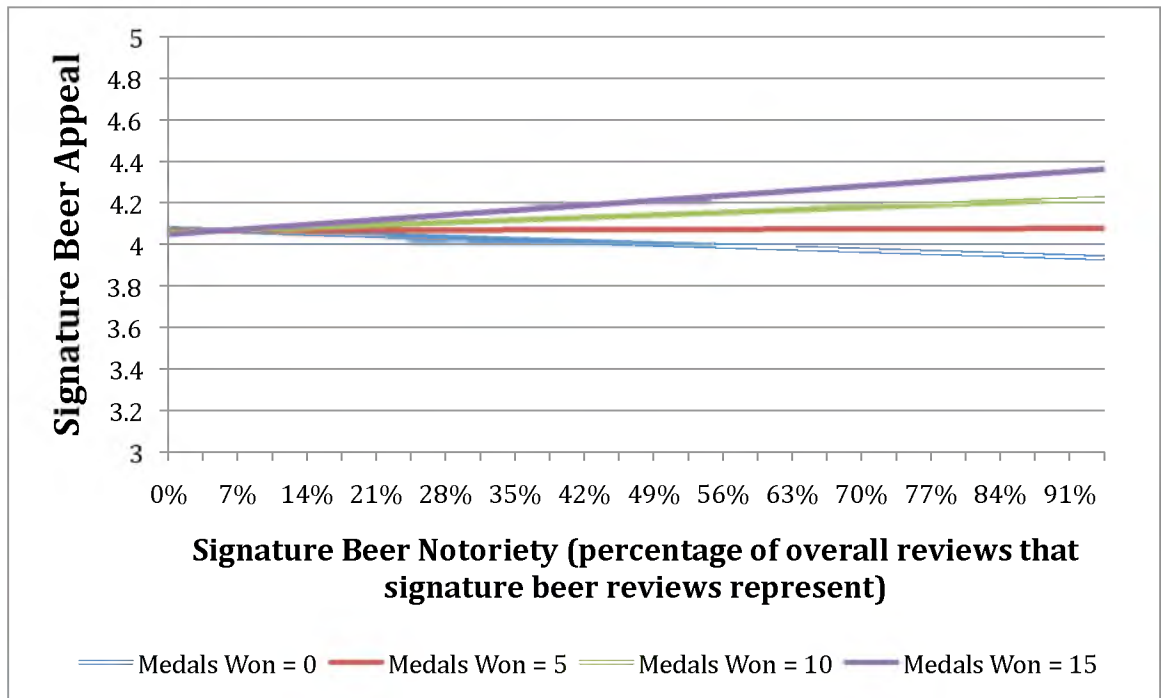 Signature Beer Appeal
5
4.8
4.6
4.4
4.2
4
3.8
3.6
3.4
3.2
3
0% 7% 14% 21% 28% 35% 42% 49% 56% 63% 70% 77% 84% 91%
Signature Beer Notoriety (percentage of overall reviews that
signature beer reviews represent)
Medals Won = 0 Medals Won = 5 Medals Won = 10 Medals Won = 15